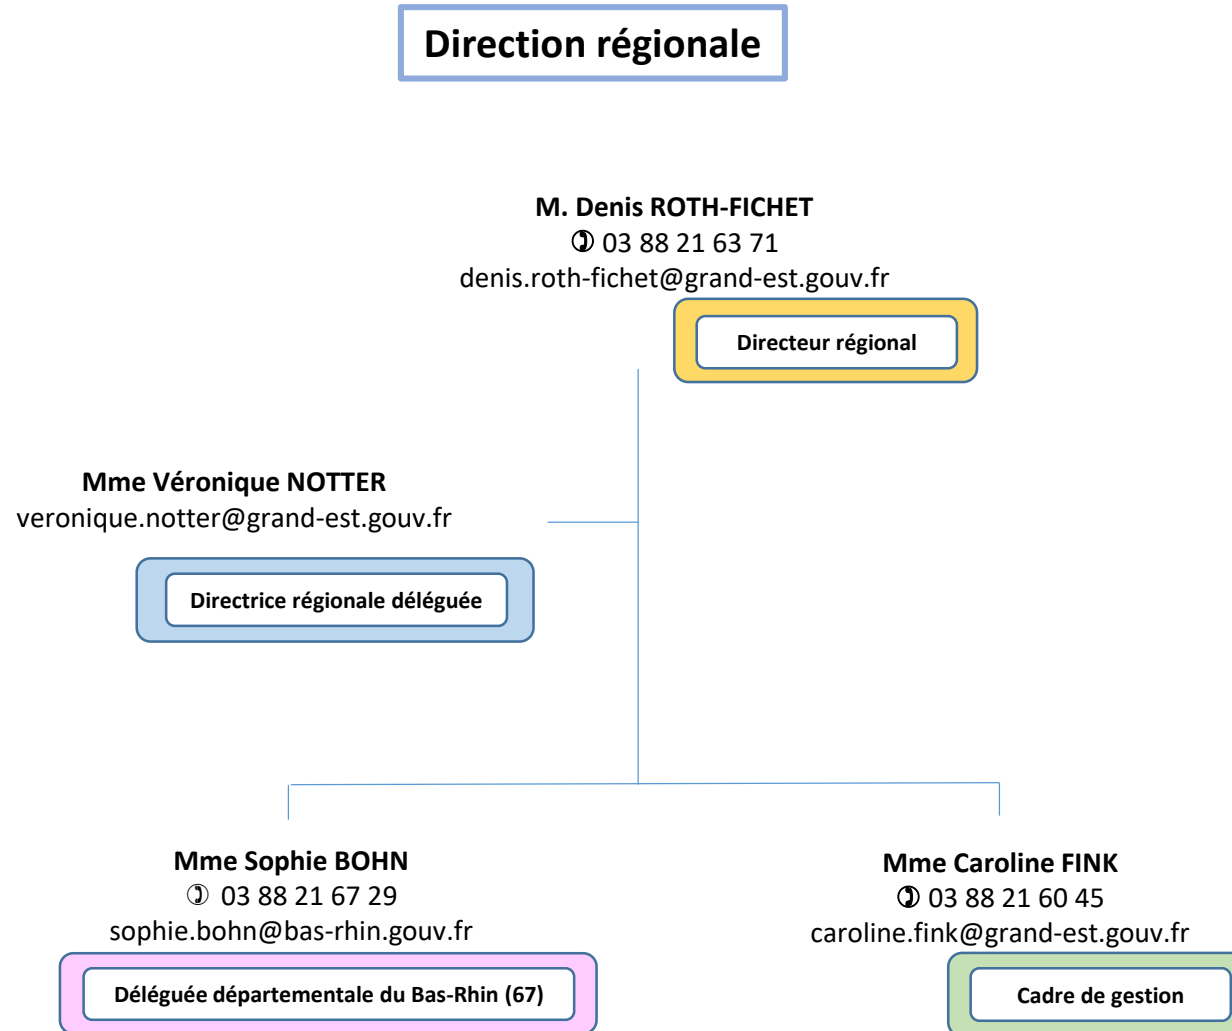 Direction régionale
M. Denis ROTH-FICHET
✆ 03 88 21 63 71
denis.roth-fichet@grand-est.gouv.fr
Directeur régional
Mme Véronique NOTTER
veronique.notter@grand-est.gouv.fr
Directrice régionale déléguée
Mme Sophie BOHN
✆ 03 88 21 67 29
sophie.bohn@bas-rhin.gouv.fr
Déléguée départementale du Bas-Rhin (67)
Mme Caroline FINK
✆ 03 88 21 60 45
caroline.fink@grand-est.gouv.fr
Cadre de gestion